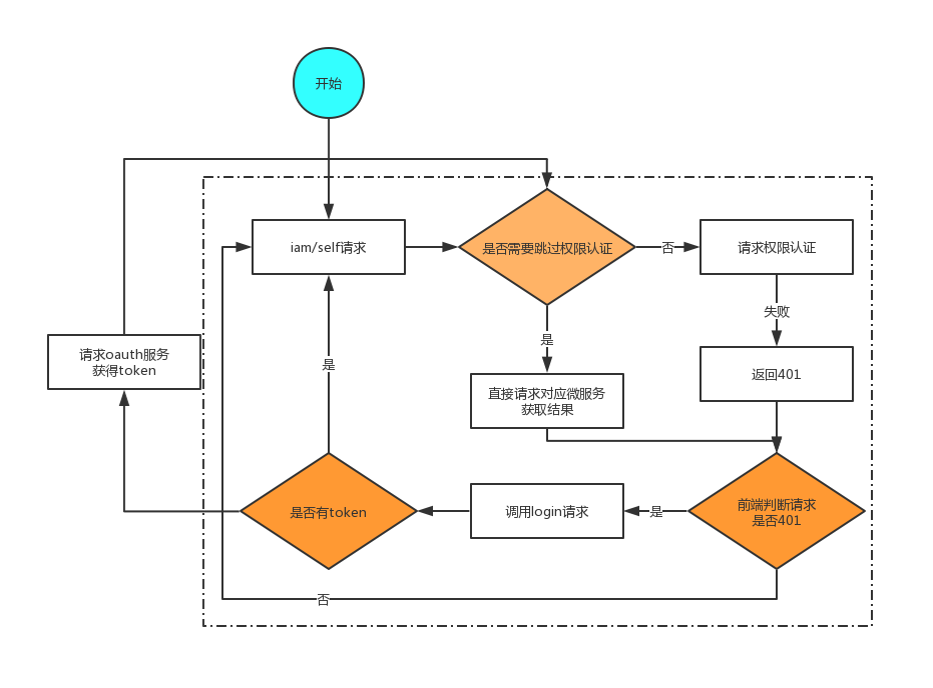 开始
iam/self请求
是否需要跳过权限认证
否
请求权限认证
失败
是
是
请求oauth服务
获得token
返回401
直接请求对应微服务
获取结果
是否有token
调用login请求
是
前端判断请求
是否401
否